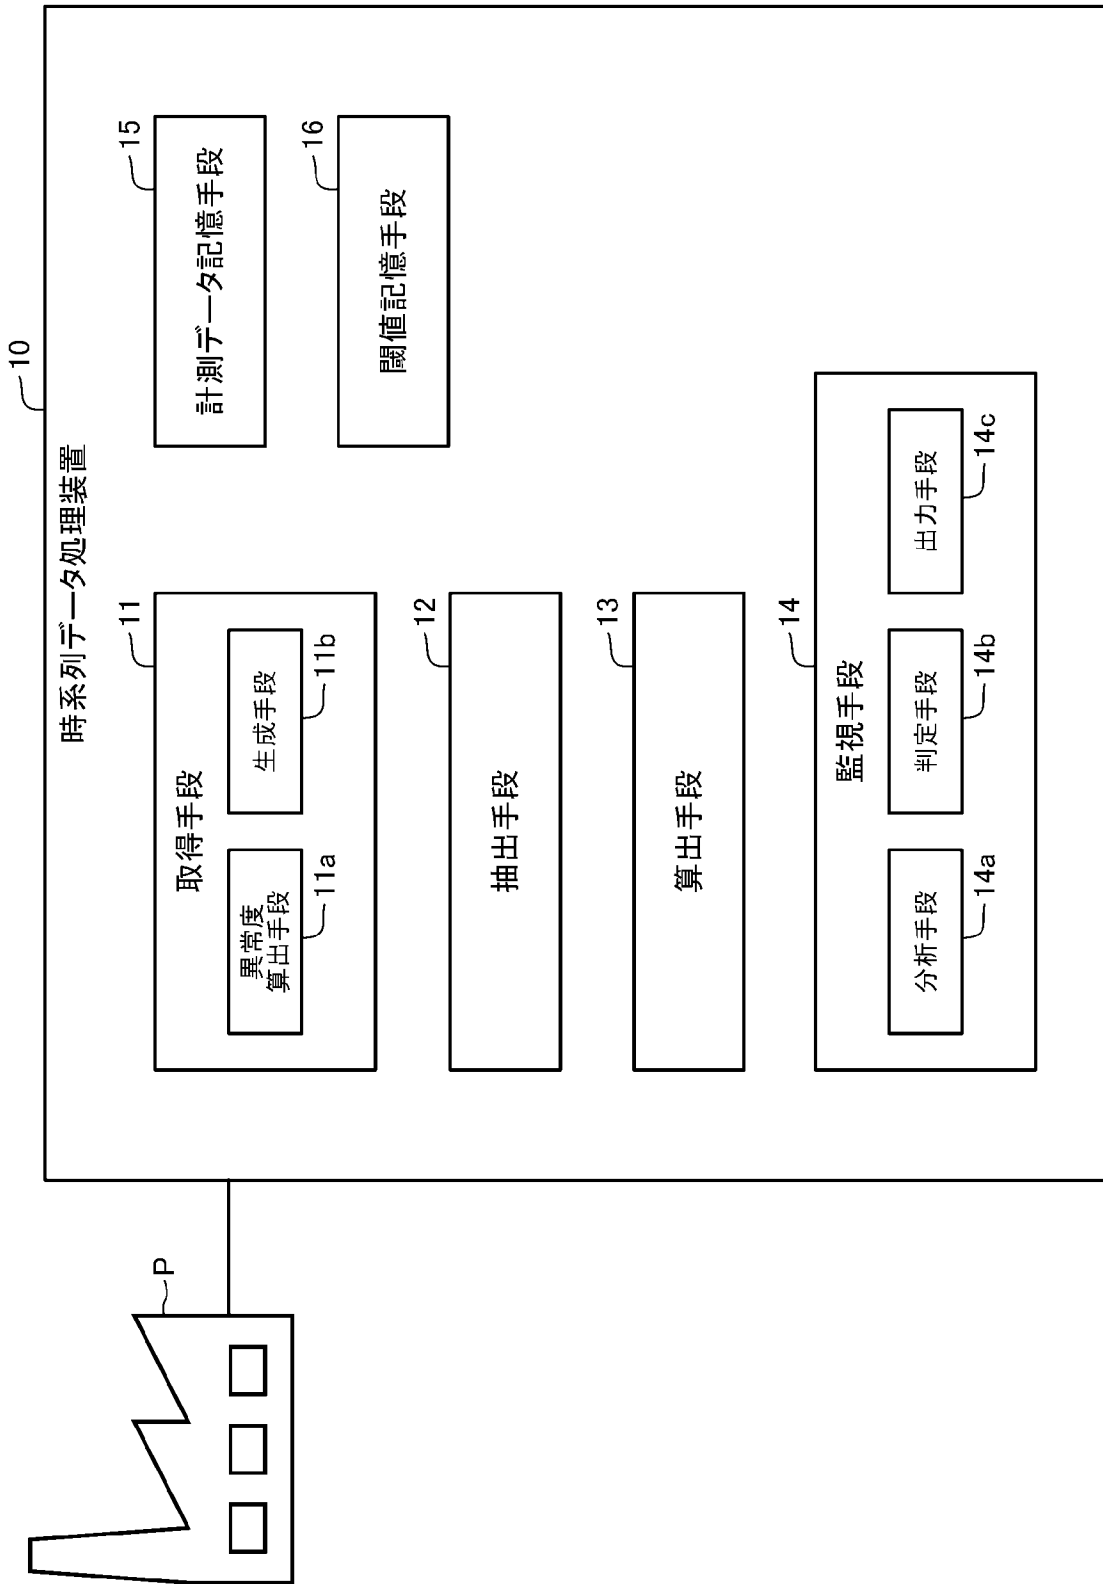 10
時系列データ処理装置
P
11
取得手段
異常度
算出手段
11a
生成手段
11b
12
抽出手段
13
算出手段
14
監視手段
分析手段
14a
判定手段
14b
出力手段
14c
15
計測データ記憶手段
16
閾値記憶手段